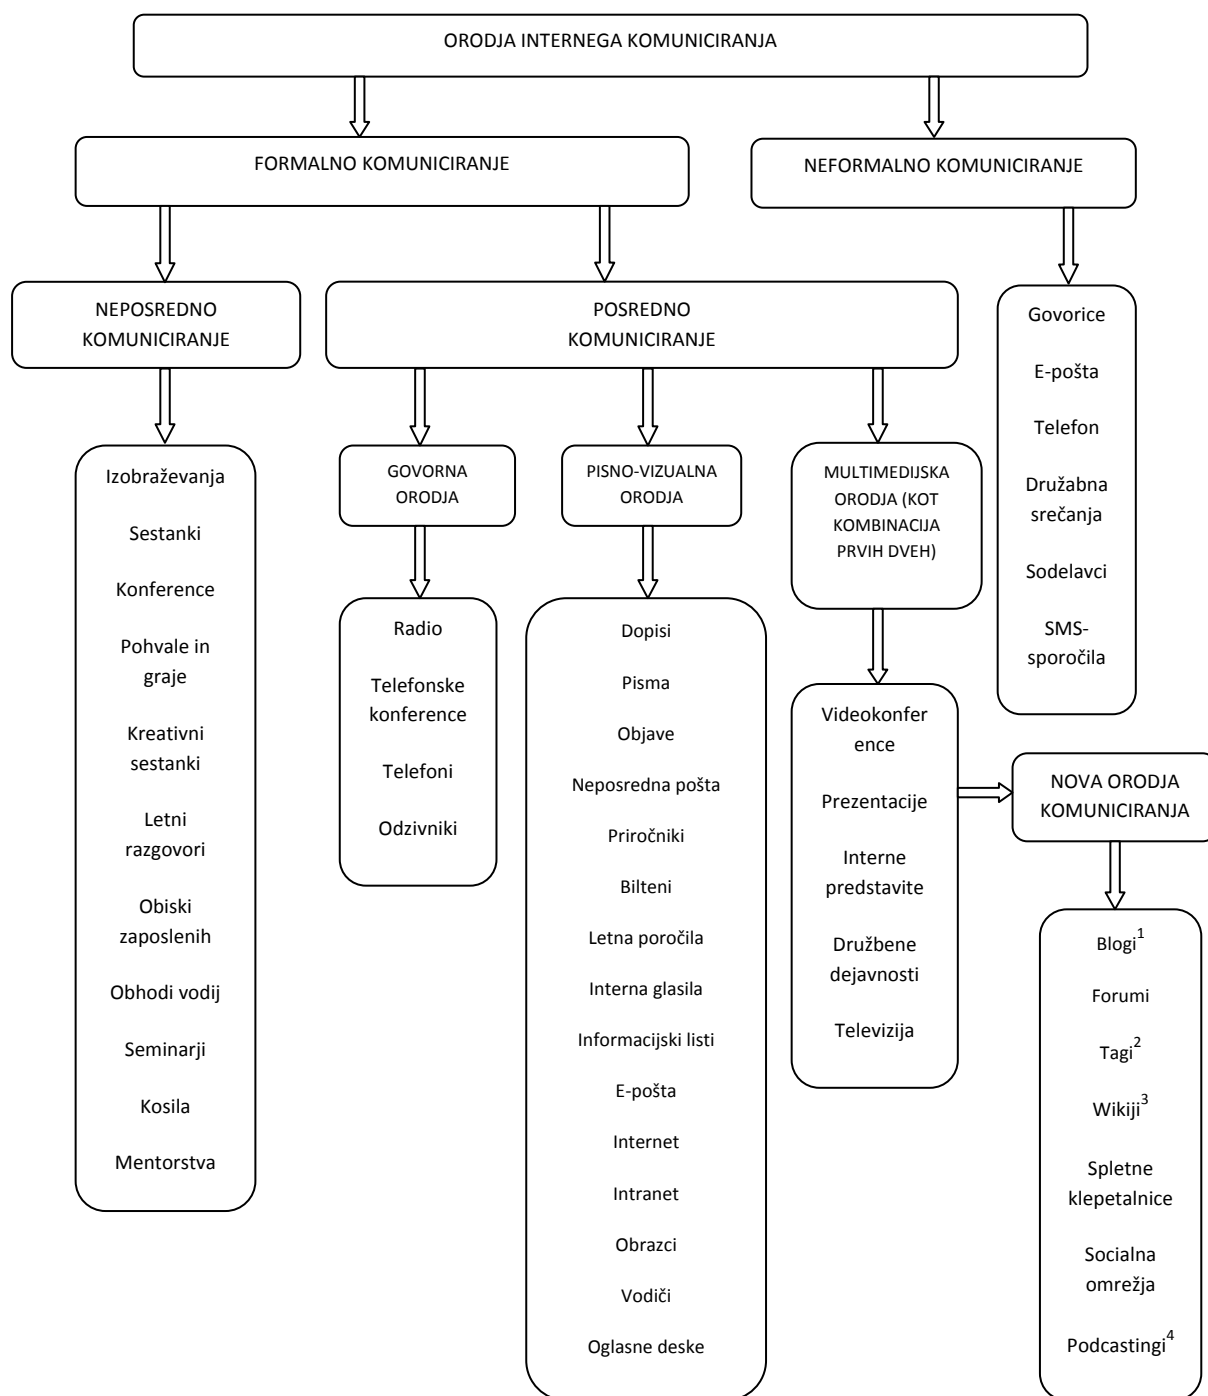 ORODJA INTERNEGA KOMUNICIRANJA
FORMALNO KOMUNICIRANJE
NEFORMALNO KOMUNICIRANJE
NEPOSREDNO
KOMUNICIRANJE
POSREDNO
KOMUNICIRANJE
Govorice
E-pošta
Telefon
Družabna
srečanja
Sodelavci
SMS-
sporočila
Izobraževanja
Sestanki
Konference
Pohvale in
graje
Kreativni
sestanki
Letni
razgovori
Obiski
zaposlenih
Obhodi vodij
Seminarji
Kosila
Mentorstva
GOVORNA
ORODJA
PISNO-VIZUALNA
ORODJA
MULTIMEDIJSKA
ORODJA (KOT
KOMBINACIJA
PRVIH DVEH)
Radio
Telefonske
konference
Telefoni
Odzivniki
Dopisi
Pisma
Objave
Neposredna pošta
Priročniki
Bilteni
Letna poročila
Interna glasila
Informacijski listi
E-pošta
Internet
Intranet
Obrazci
Vodiči
Oglasne deske
Videokonfer
ence
Prezentacije
Interne
predstavite
Družbene
dejavnosti
Televizija
NOVA ORODJA
KOMUNICIRANJA
Blogi1
Forumi
Tagi2
Wikiji3
Spletne
klepetalnice
Socialna
omrežja
Podcastingi4